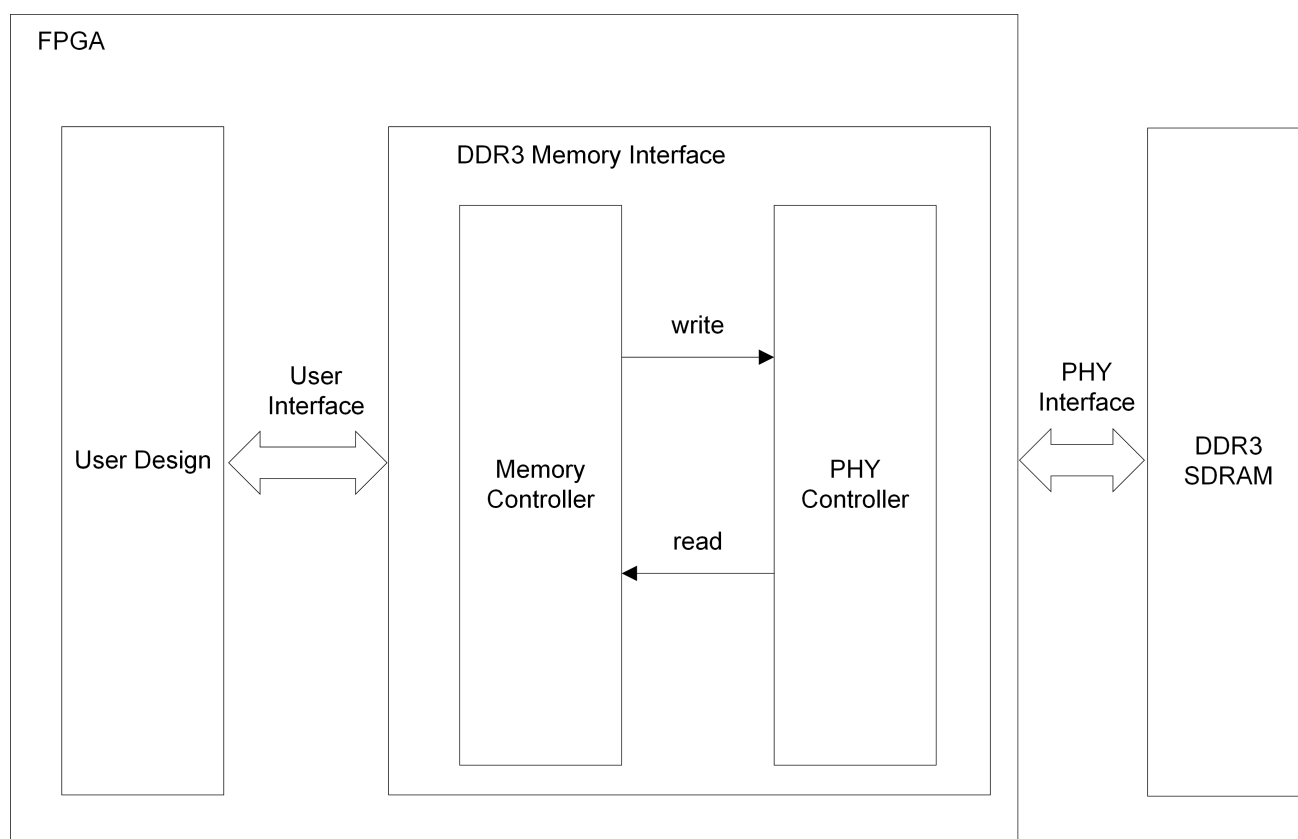 FPGA
DDR3 Memory Interface
write
User
Interface
PHY
Interface
User Design
Memory
Controller
PHY
Controller
DDR3
SDRAM
read